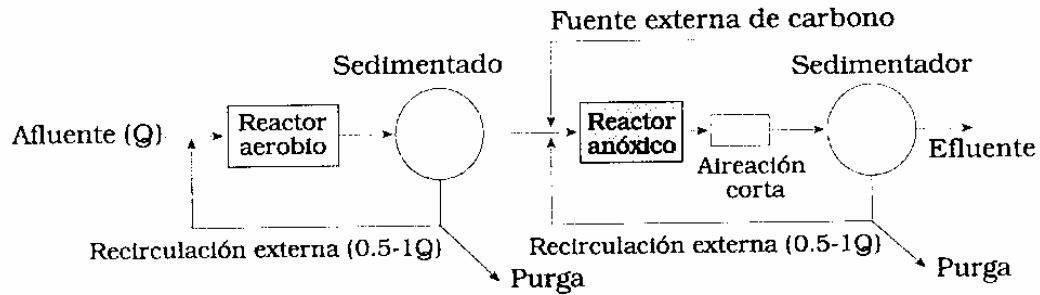 Fuente externa de carbono
Sedimentado
Sedimentador
Afluente (Q)
Reactor
aerobio
Reactor
anóxico
Aireación
corta
Efluente
Recirculación externa (0.5-1Q)
Purga
Recirculación externa (0.5-1Q)
Purga